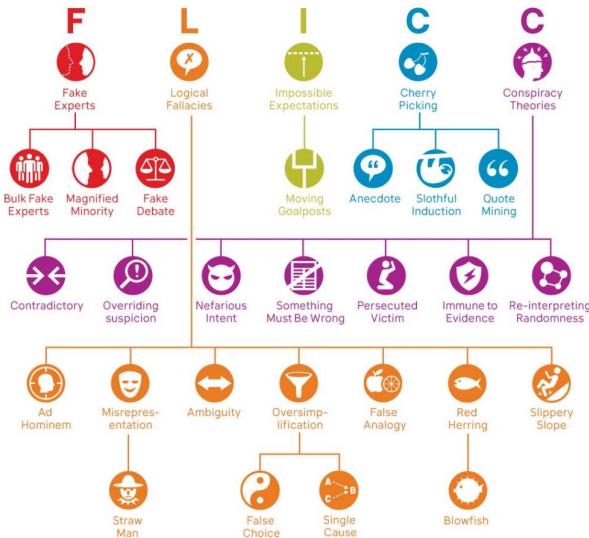 F L I C C
Fake
Experts
Logical
Fallacies
Impossible
Expectations
Cherry
Picking
Conspiracy
Theories
Bulk Fake
Experts
Magnified
Minority
Fake
Debate
Moving
Goalposts
Anecdote
Slothful
Induction
Quote
Mining
Contradictory
Overriding
suspicion
Nefarious
Intent
Something
Must Be Wrong
Persecuted
Victim
Immune to
Evidence
Re-interpreting
Randomness
Ad
Hominem
Misrepres-
entation
Ambiguity
Oversimp-
lification
False
Analogy
Red
Herring
Slippery
Slope
Straw
Man
False
Choice
A
B
C
Single
Cause
Blowfish